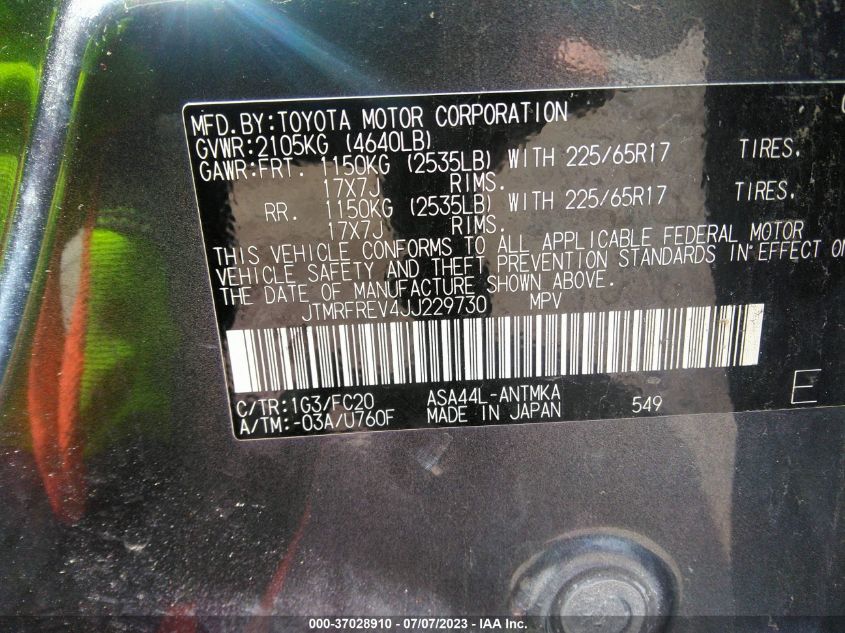 MFD.BY:TOYOTA MOTOR CORPORATION
GVWR:2105KG (4640LB)
GAWR:FRT. 1150KG (2535LB) WITH 225/65R17 TIRES.
17X7J RIMS.
RR. 1150KG (2535LB) WITH 225/65R17 TIRES.
17X7J RIMS.
THIS VEHICLE CONFORMS TO ALL APPLICABLE FEDERAL MOTOR
VEHICLE SAFETY AND THEFT PREVENTION STANDARDS IN EFFECT ON
THE DATE OF MANUFACTURE SHOWN ABOVE.
JTMRFREV4JJ229730 MPV
C/TR:1G3/FC20 ASA44L-ANTMKA
A/TM:-03A/U760F MADE IN JAPAN 549 E
000-37028910 - 07/07/2023 - IAA Inc.